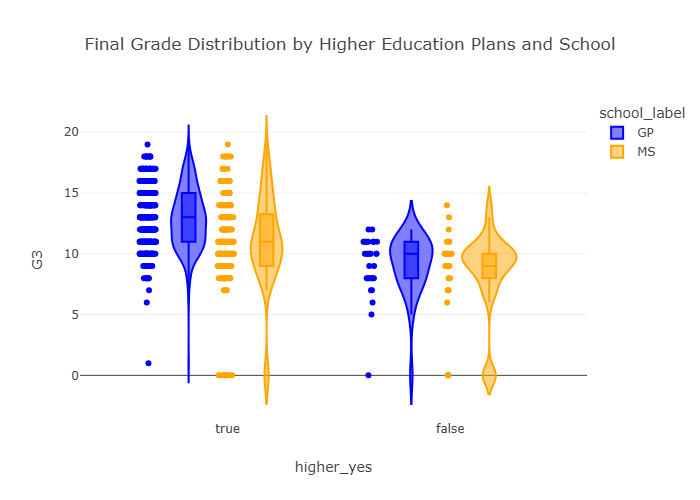 Final Grade Distribution by Higher Education Plans and School
school_label
GP
MS
20
15
10
5
0
G3
true
false
higher_yes